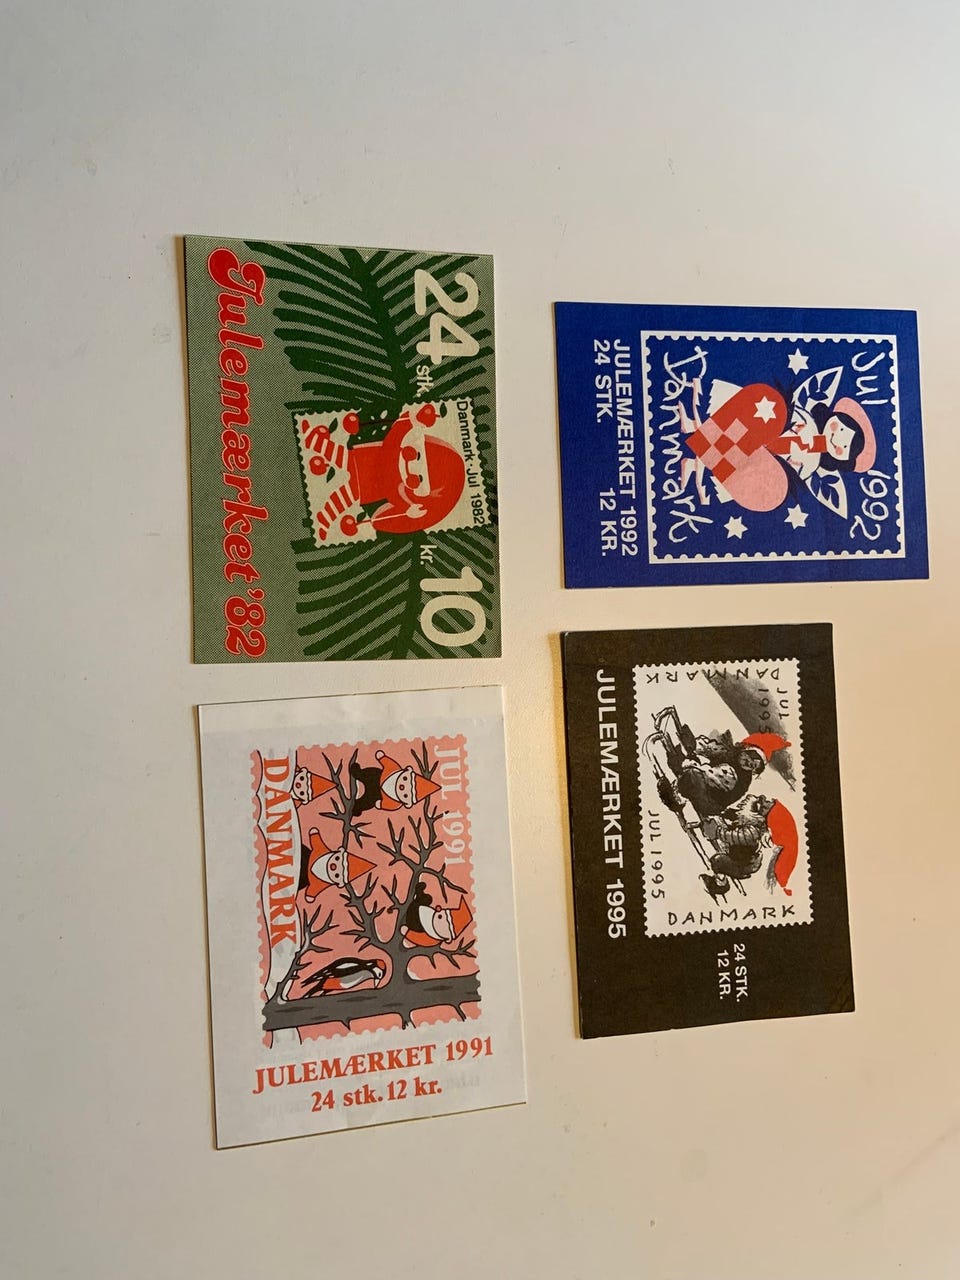 24 stk.
kr. 10
Danmark · Jul 1982
Julemærket '82
Jul 1992
Danmark
JULEMÆRKET 1992
24 STK. 12 KR.
JUL 1991
DANMARK
JULEMÆRKET 1991
24 stk. 12 kr.
JUL 1995
DANMARK
JUL 1995
DANMARK
24 STK.
12 KR.
JULEMÆRKET 1995